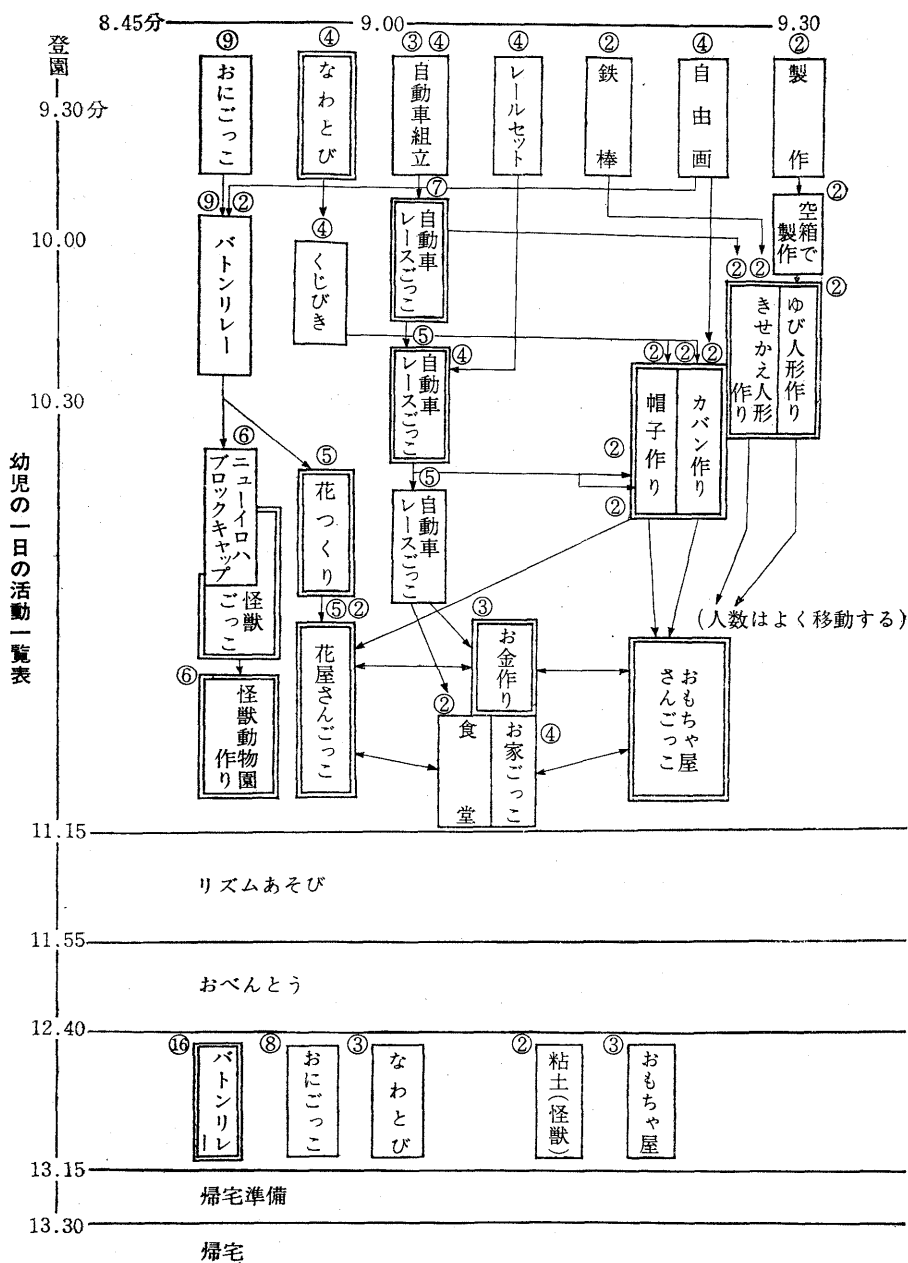 8.45分 9.00 9.30
登園
⑨ ④ ③ ④ ④ ② ④ ②
おにごっこ
なわとび
自動車組立
レールセット
鉄棒
自由画
製作
9.30分
⑨ ②
バトンリレー
④
くじびき
⑦
自動車
レースごっこ
②
空箱で
製作
② ②
②
ゆび人形作り
きせかえ人形
作り
10.00
⑤
自動車
レースごっこ
④
② ② ②
カバン作り
帽子作り
②
②
10.30
⑥
ニューイロハ
ブロックキャップ
怪獣
ごっこ
⑤
花つくり
⑤
自動車
レースごっこ
(人数はよく移動する)
⑥
怪獣動物園
作り
⑤ ②
花屋さんごっこ
③
お金作り
②
食堂
お家ごっこ
④
おもちゃ屋
さんごっこ
幼児の一日の活動一覧表
11.15
リズムあそび
11.55
おべんとう
12.40
⑯
バトンリレー
⑧
おにごっこ
③
なわとび
②
粘土(怪獣)
③
おもちゃ屋
13.15
帰宅準備
13.30
帰宅